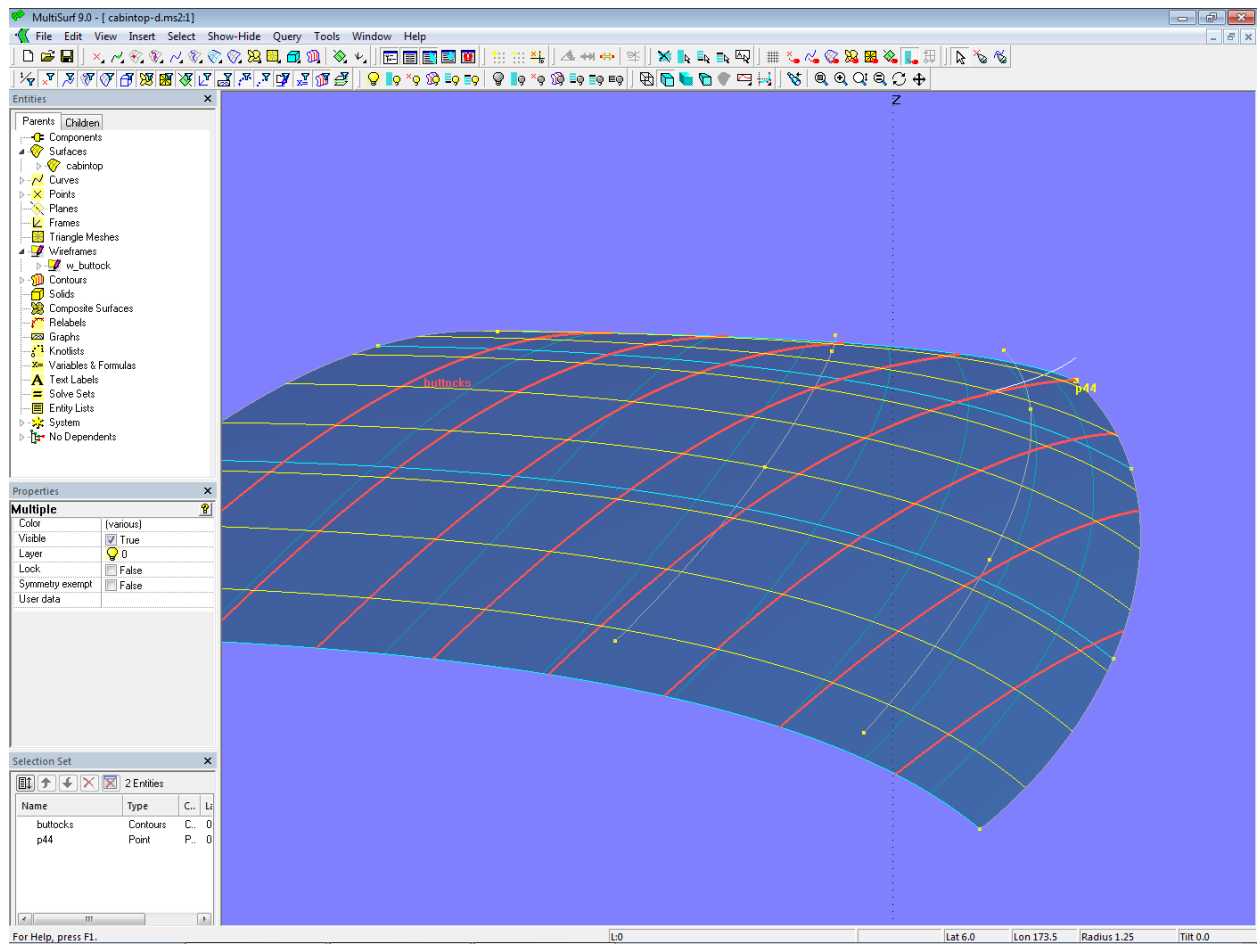 MultiSurf 9.0 - [ cabintop-d.ms2:1]
File Edit View Insert Select Show-Hide Query Tools Window Help
Entities
Parents Children
Components
Surfaces
cabintop
Curves
Points
Planes
Frames
Triangle Meshes
Wireframes
w_buttock
Contours
Solids
Composite Surfaces
Relabels
Graphs
Knotlists
Variables & Formulas
Text Labels
Solve Sets
Entity Lists
System
No Dependents
Properties
Multiple
Color (various)
Visible True
Layer 0
Lock False
Symmetry exempt False
User data
Selection Set
2 Entities
Name Type C.. La
buttocks Contours C.. 0
p44 Point P.. 0
Z
buttocks
p44
For Help, press F1. L:0 Lat 6.0 Lon 173.5 Radius 1.25 Tilt 0.0